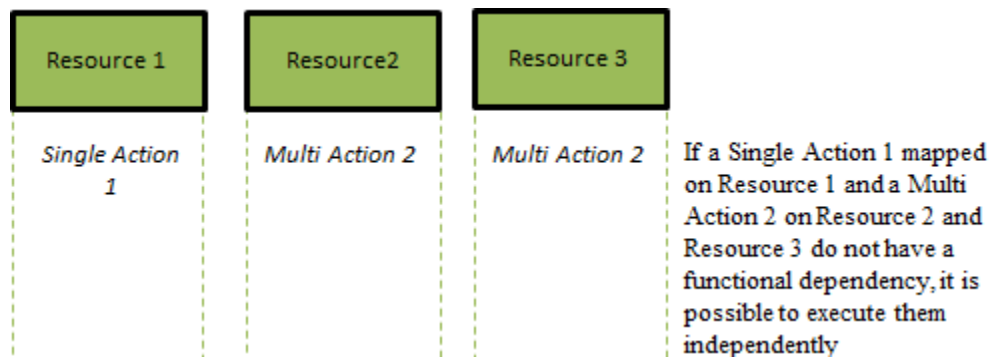 Resource 1
Resource2
Resource 3
Single Action
1
Multi Action 2
Multi Action 2
If a Single Action 1 mapped
on Resource 1 and a Multi
Action 2 on Resource 2 and
Resource 3 do not have a
functional dependency, it is
possible to execute them
independently